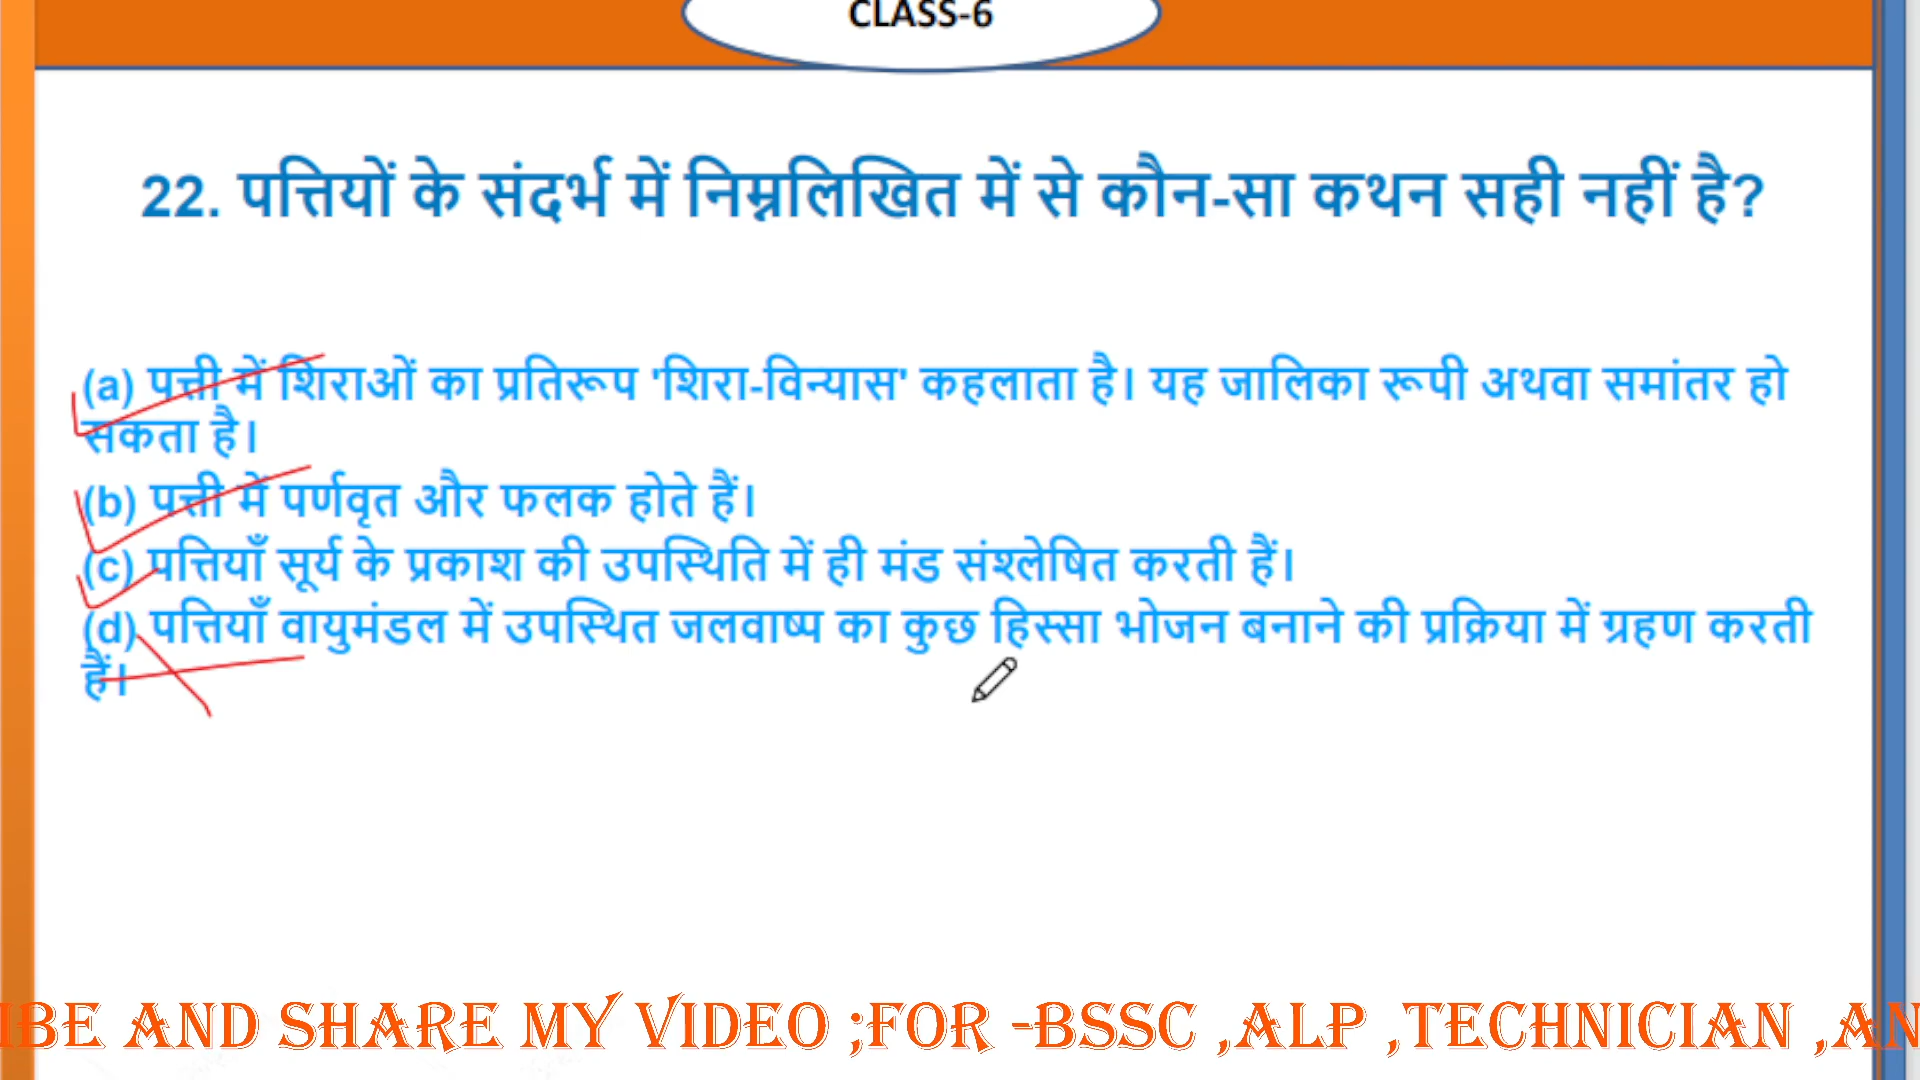 CLASS-6
22. पत्तियों के संदर्भ में निम्नलिखित में से कौन-सा कथन सही नहीं है?
(a) पत्ती में शिराओं का प्रतिरूप 'शिरा-विन्यास' कहलाता है। यह जालिका रूपी अथवा समांतर हो
सकता है।
(b) पत्ती में पर्णवृत और फलक होते हैं।
(c) पत्तियाँ सूर्य के प्रकाश की उपस्थिति में ही मंड संश्लेषित करती हैं।
(d) पत्तियाँ वायुमंडल में उपस्थित जलवाष्प का कुछ हिस्सा भोजन बनाने की प्रक्रिया में ग्रहण करती
हैं।
IBE AND SHARE MY VIDEO ;FOR -BSSC ,ALP ,TECHNICIAN ,AN